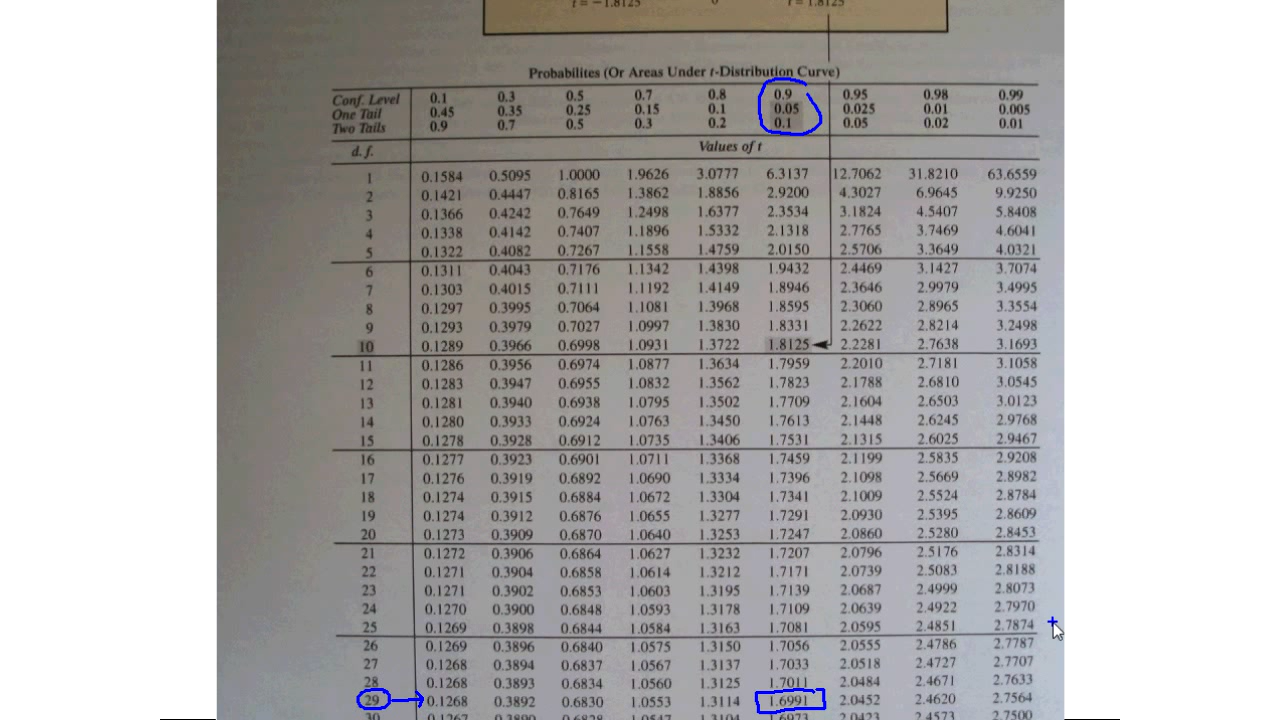 t = −1.8125 0 t = 1.8125
Probabilites (Or Areas Under t-Distribution Curve)
Conf. Level 0.1 0.3 0.5 0.7 0.8 0.9 0.95 0.98 0.99
One Tail 0.45 0.35 0.25 0.15 0.1 0.05 0.025 0.01 0.005
Two Tails 0.9 0.7 0.5 0.3 0.2 0.1 0.05 0.02 0.01
d. f. Values of t
1 0.1584 0.5095 1.0000 1.9626 3.0777 6.3137 12.7062 31.8210 63.6559
2 0.1421 0.4447 0.8165 1.3862 1.8856 2.9200 4.3027 6.9645 9.9250
3 0.1366 0.4242 0.7649 1.2498 1.6377 2.3534 3.1824 4.5407 5.8408
4 0.1338 0.4142 0.7407 1.1896 1.5332 2.1318 2.7765 3.7469 4.6041
5 0.1322 0.4082 0.7267 1.1558 1.4759 2.0150 2.5706 3.3649 4.0321
6 0.1311 0.4043 0.7176 1.1342 1.4398 1.9432 2.4469 3.1427 3.7074
7 0.1303 0.4015 0.7111 1.1192 1.4149 1.8946 2.3646 2.9979 3.4995
8 0.1297 0.3995 0.7064 1.1081 1.3968 1.8595 2.3060 2.8965 3.3554
9 0.1293 0.3979 0.7027 1.0997 1.3830 1.8331 2.2622 2.8214 3.2498
10 0.1289 0.3966 0.6998 1.0931 1.3722 1.8125 2.2281 2.7638 3.1693
11 0.1286 0.3956 0.6974 1.0877 1.3634 1.7959 2.2010 2.7181 3.1058
12 0.1283 0.3947 0.6955 1.0832 1.3562 1.7823 2.1788 2.6810 3.0545
13 0.1281 0.3940 0.6938 1.0795 1.3502 1.7709 2.1604 2.6503 3.0123
14 0.1280 0.3933 0.6924 1.0763 1.3450 1.7613 2.1448 2.6245 2.9768
15 0.1278 0.3928 0.6912 1.0735 1.3406 1.7531 2.1315 2.6025 2.9467
16 0.1277 0.3923 0.6901 1.0711 1.3368 1.7459 2.1199 2.5835 2.9208
17 0.1276 0.3919 0.6892 1.0690 1.3334 1.7396 2.1098 2.5669 2.8982
18 0.1274 0.3915 0.6884 1.0672 1.3304 1.7341 2.1009 2.5524 2.8784
19 0.1274 0.3912 0.6876 1.0655 1.3277 1.7291 2.0930 2.5395 2.8609
20 0.1273 0.3909 0.6870 1.0640 1.3253 1.7247 2.0860 2.5280 2.8453
21 0.1272 0.3906 0.6864 1.0627 1.3232 1.7207 2.0796 2.5176 2.8314
22 0.1271 0.3904 0.6858 1.0614 1.3212 1.7171 2.0739 2.5083 2.8188
23 0.1271 0.3902 0.6853 1.0603 1.3195 1.7139 2.0687 2.4999 2.8073
24 0.1270 0.3900 0.6848 1.0593 1.3178 1.7109 2.0639 2.4922 2.7970
25 0.1269 0.3898 0.6844 1.0584 1.3163 1.7081 2.0595 2.4851 2.7874
26 0.1269 0.3896 0.6840 1.0575 1.3150 1.7056 2.0555 2.4786 2.7787
27 0.1268 0.3894 0.6837 1.0567 1.3137 1.7033 2.0518 2.4727 2.7707
28 0.1268 0.3893 0.6834 1.0560 1.3125 1.7011 2.0484 2.4671 2.7633
29 0.1268 0.3892 0.6830 1.0553 1.3114 1.6991 2.0452 2.4620 2.7564
30 0.1267 0.3890 0.6828 1.0547 1.3104 1.6973 2.0423 2.4573 2.7500